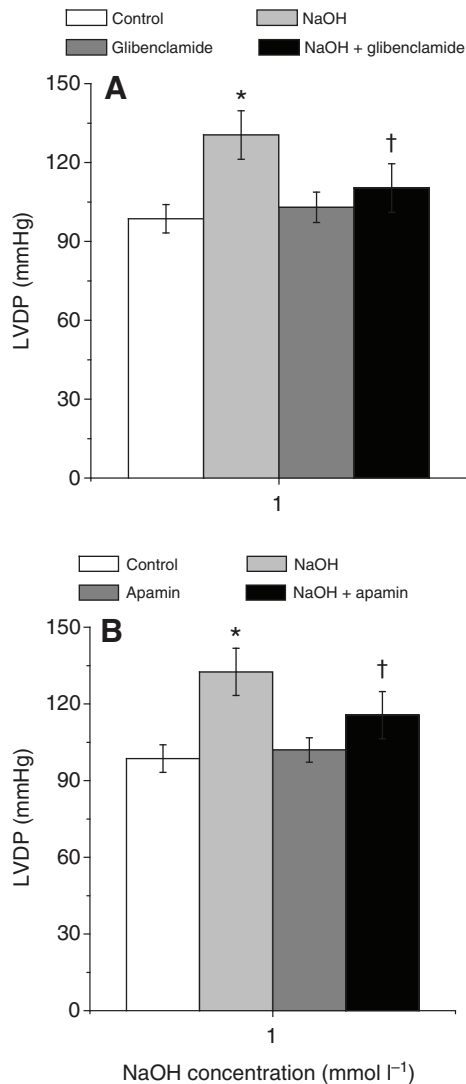 Control NaOH
Glibenclamide NaOH + glibenclamide
A
150
120
90
60
30
0
LVDP (mmHg)
*
†
1
Control NaOH
Apamin NaOH + apamin
B
150
120
90
60
30
0
LVDP (mmHg)
*
†
1
NaOH concentration (mmol l⁻¹)